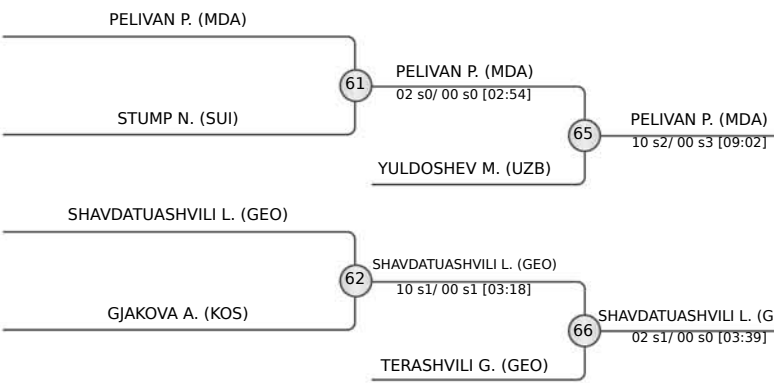 PELIVAN P. (MDA)
61
PELIVAN P. (MDA)
02 s0/ 00 s0 [02:54]
STUMP N. (SUI)
65
PELIVAN P. (MDA)
10 s2/ 00 s3 [09:02]
YULDOSHEV M. (UZB)
SHAVDATUASHVILI L. (GEO)
62
SHAVDATUASHVILI L. (GEO)
10 s1/ 00 s1 [03:18]
GJAKOVA A. (KOS)
66
SHAVDATUASHVILI L. (G
02 s1/ 00 s0 [03:39]
TERASHVILI G. (GEO)